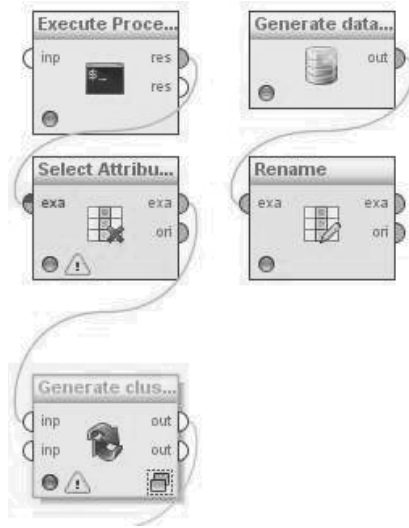 Execute Proce...
inp
res
res
$_
Generate data...
out
Select Attribu...
exa
exa
ori
Rename
exa
exa
ori
Generate clus...
inp
out
inp
out